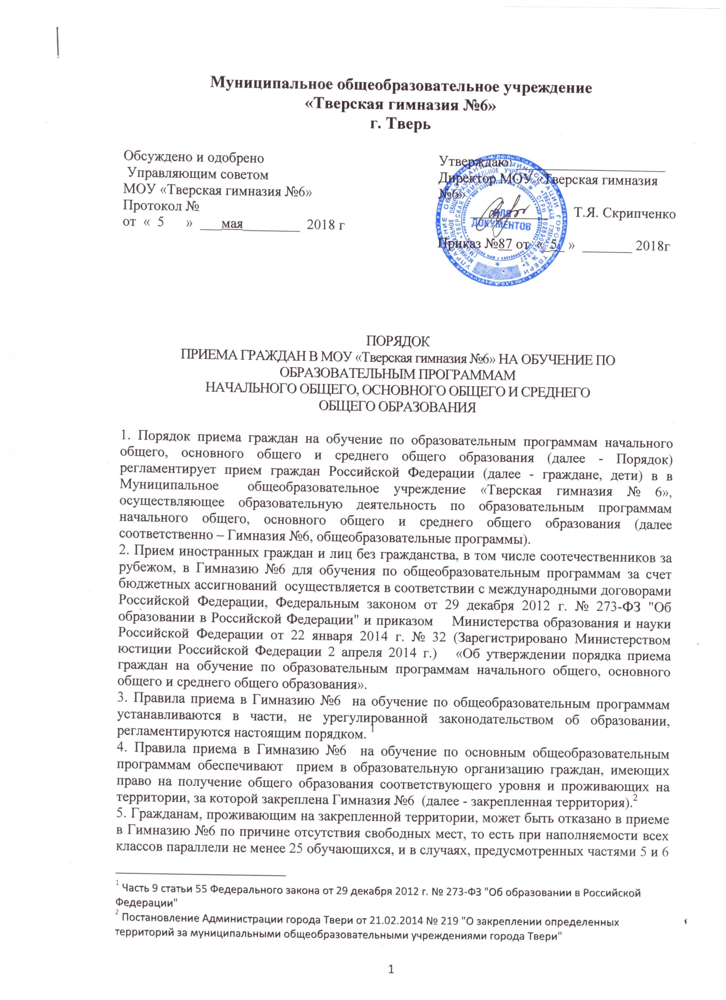 Муниципальное общеобразовательное учреждение
«Тверская гимназия №6»
г. Тверь
Обсуждено и одобрено
Управляющим советом
МОУ «Тверская гимназия №6»
Протокол №
от « 5 » ___мая________ 2018 г
Утверждаю:
Директор МОУ «Тверская гимназия
№6»
Т.Я. Скрипченко
Приказ №87 от «_5_ » _______ 2018г
ДЛЯ
ДОКУМЕНТОВ
ПОРЯДОК
ПРИЕМА ГРАЖДАН В МОУ «Тверская гимназия №6» НА ОБУЧЕНИЕ ПО
ОБРАЗОВАТЕЛЬНЫМ ПРОГРАММАМ
НАЧАЛЬНОГО ОБЩЕГО, ОСНОВНОГО ОБЩЕГО И СРЕДНЕГО
ОБЩЕГО ОБРАЗОВАНИЯ
1. Порядок приема граждан на обучение по образовательным программам начального
общего, основного общего и среднего общего образования (далее - Порядок)
регламентирует прием граждан Российской Федерации (далее - граждане, дети) в в
Муниципальное общеобразовательное учреждение «Тверская гимназия № 6»,
осуществляющее образовательную деятельность по образовательным программам
начального общего, основного общего и среднего общего образования (далее
соответственно – Гимназия №6, общеобразовательные программы).
2. Прием иностранных граждан и лиц без гражданства, в том числе соотечественников за
рубежом, в Гимназию №6 для обучения по общеобразовательным программам за счет
бюджетных ассигнований осуществляется в соответствии с международными договорами
Российской Федерации, Федеральным законом от 29 декабря 2012 г. № 273-ФЗ "Об
образовании в Российской Федерации" и приказом Министерства образования и науки
Российской Федерации от 22 января 2014 г. № 32 (Зарегистрировано Министерством
юстиции Российской Федерации 2 апреля 2014 г.) «Об утверждении порядка приема
граждан на обучение по образовательным программам начального общего, основного
общего и среднего общего образования».
3. Правила приема в Гимназию №6 на обучение по общеобразовательным программам
устанавливаются в части, не урегулированной законодательством об образовании,
регламентируются настоящим порядком. 1
4. Правила приема в Гимназию №6 на обучение по основным общеобразовательным
программам обеспечивают прием в образовательную организацию граждан, имеющих
право на получение общего образования соответствующего уровня и проживающих на
территории, за которой закреплена Гимназия №6 (далее - закрепленная территория).2
5. Гражданам, проживающим на закрепленной территории, может быть отказано в приеме
в Гимназию №6 по причине отсутствия свободных мест, то есть при наполняемости всех
классов параллели не менее 25 обучающихся, и в случаях, предусмотренных частями 5 и 6
1 Часть 9 статьи 55 Федерального закона от 29 декабря 2012 г. № 273-ФЗ "Об образовании в Российской
Федерации"
2 Постановление Администрации города Твери от 21.02.2014 № 219 "О закреплении определенных
территорий за муниципальными общеобразовательными учреждениями города Твери"
1